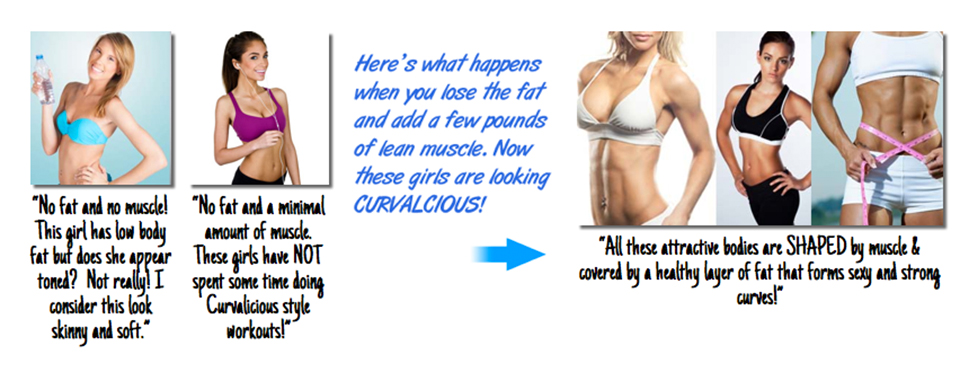 "No fat and no muscle!
This girl has low body
fat but does she appear
toned? Not really! I
consider this look
skinny and soft."
"No fat and a minimal
amount of muscle.
These girls have NOT
spent some time doing
Curvalicious style
workouts!"
Here's what happens
when you lose the fat
and add a few pounds
of lean muscle. Now
these girls are looking
CURVALCIOUS!
"All these attractive bodies are SHAPED by muscle &
covered by a healthy layer of fat that forms sexy and strong
curves!"